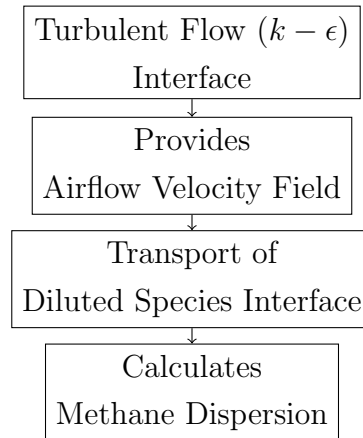 Turbulent Flow (k − ϵ)
Interface
Provides
Airflow Velocity Field
Transport of
Diluted Species Interface
Calculates
Methane Dispersion